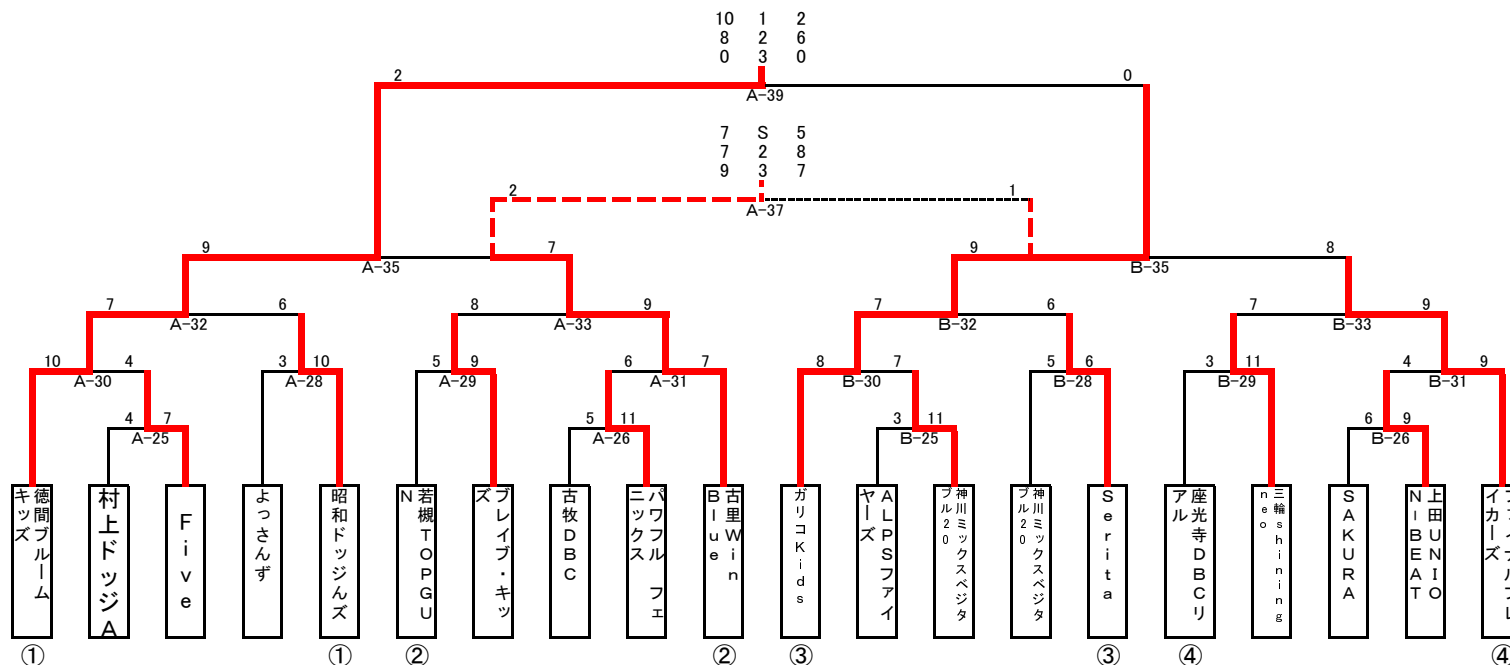 10 1 2
8 2 6
0 3 0
2 0
A-39
7 S 5
7 2 8
9 3 7
2 1
A-37
9 7 9 8
A-35 B-35
7 6 8 9 7 6 7 9
A-32 A-33 B-32 B-33
10 4 3 10 5 9 6 7 8 7 5 6 3 11 4 9
A-30 A-28 A-29 A-31 B-30 B-28 B-29 B-31
4 7 5 11 3 11 6 9
A-25 A-26 B-25 B-26
徳間ブルーム
キッズ
村上ドッジA
Five
よっさんず
昭和ドッジんズ
若槻TOPGU
N
ブレイブ・キッ
ズ
古牧DBC
パワフル フェ
ニックス
古里Win
Blue
ガリコKids
ALPSファイ
ヤーズ
神川ミックスベジタ
ブル20
神川ミックスベジタ
ブル20
Serita
座光寺DBCリ
アル
三輪shining
neo
SAKURA
上田UNIO
N-BEAT
イカーズ
① ① ② ② ③ ③ ④ ④